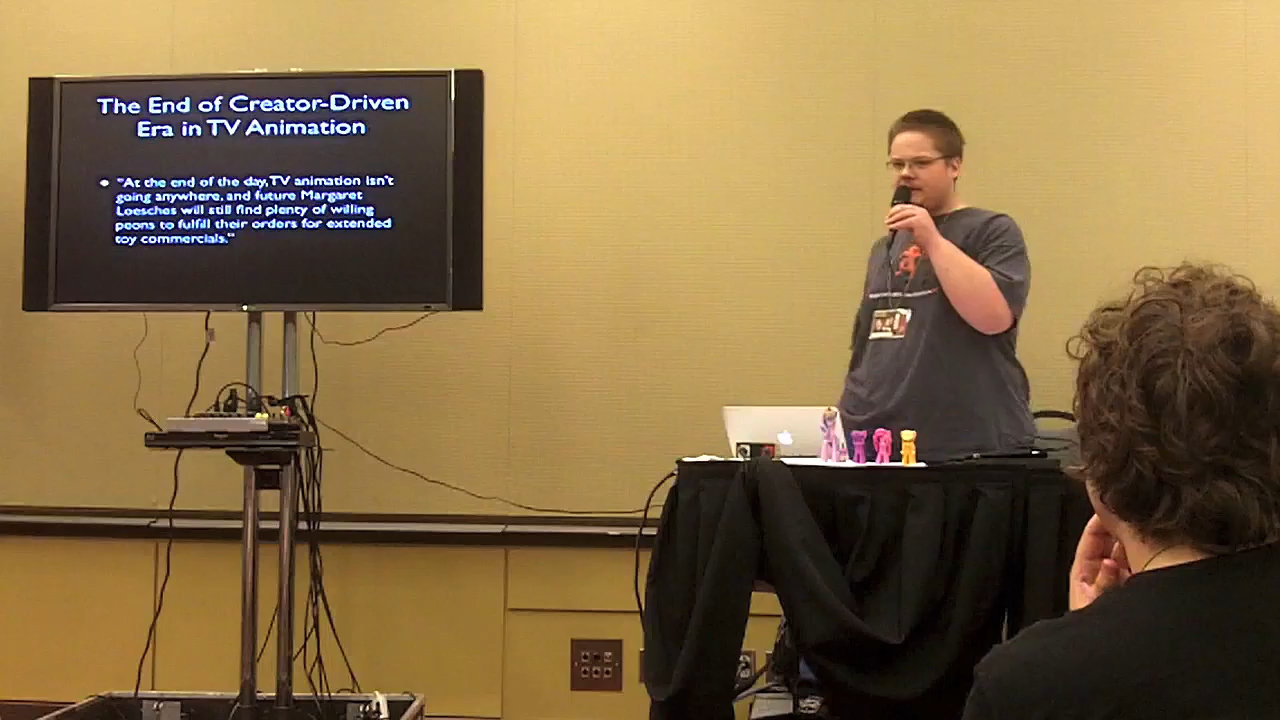 The End of Creator-Driven
Era in TV Animation
"At the end of the day, TV animation isn't
going anywhere, and future Margaret
Loesches will still find plenty of willing
peons to fulfill their orders for extended
toy commercials."